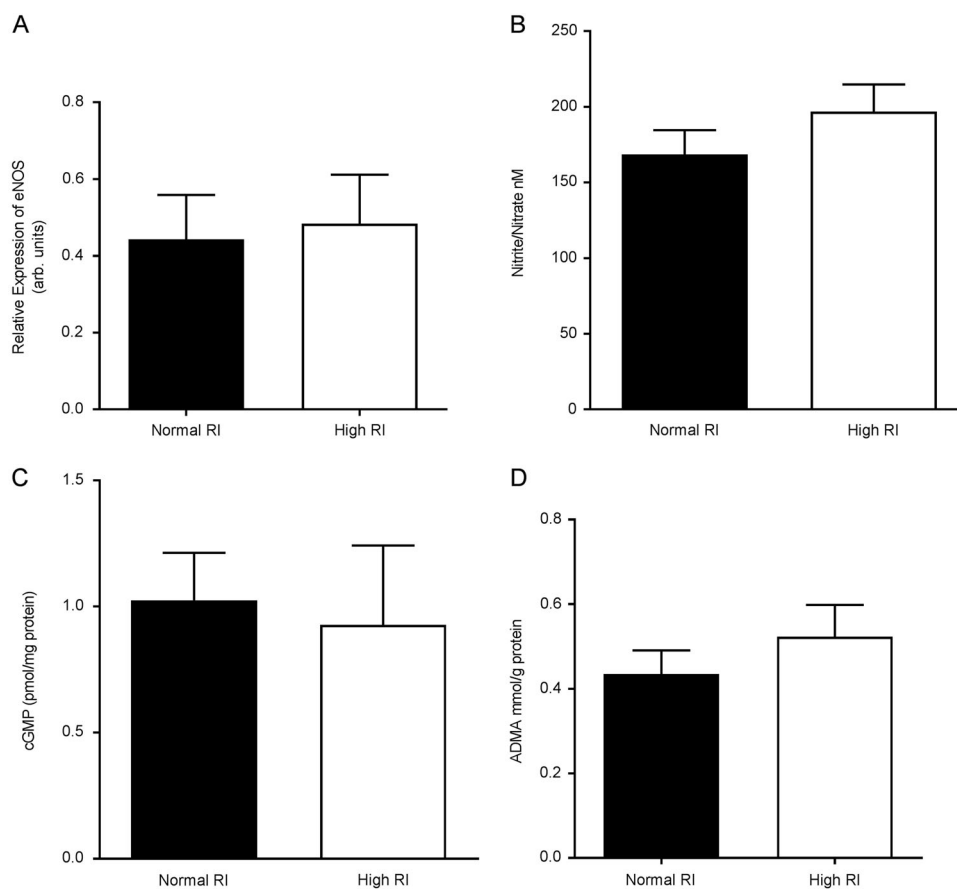 A
Relative Expression of eNOS
(arb. units)
0.8
0.6
0.4
0.2
0.0
Normal RI
High RI
B
Nitrite/Nitrate nM
250
200
150
100
50
0
Normal RI
High RI
C
cGMP (pmol/mg protein)
1.5
1.0
0.5
0.0
Normal RI
High RI
D
ADMA mmol/g protein
0.8
0.6
0.4
0.2
0.0
Normal RI
High RI